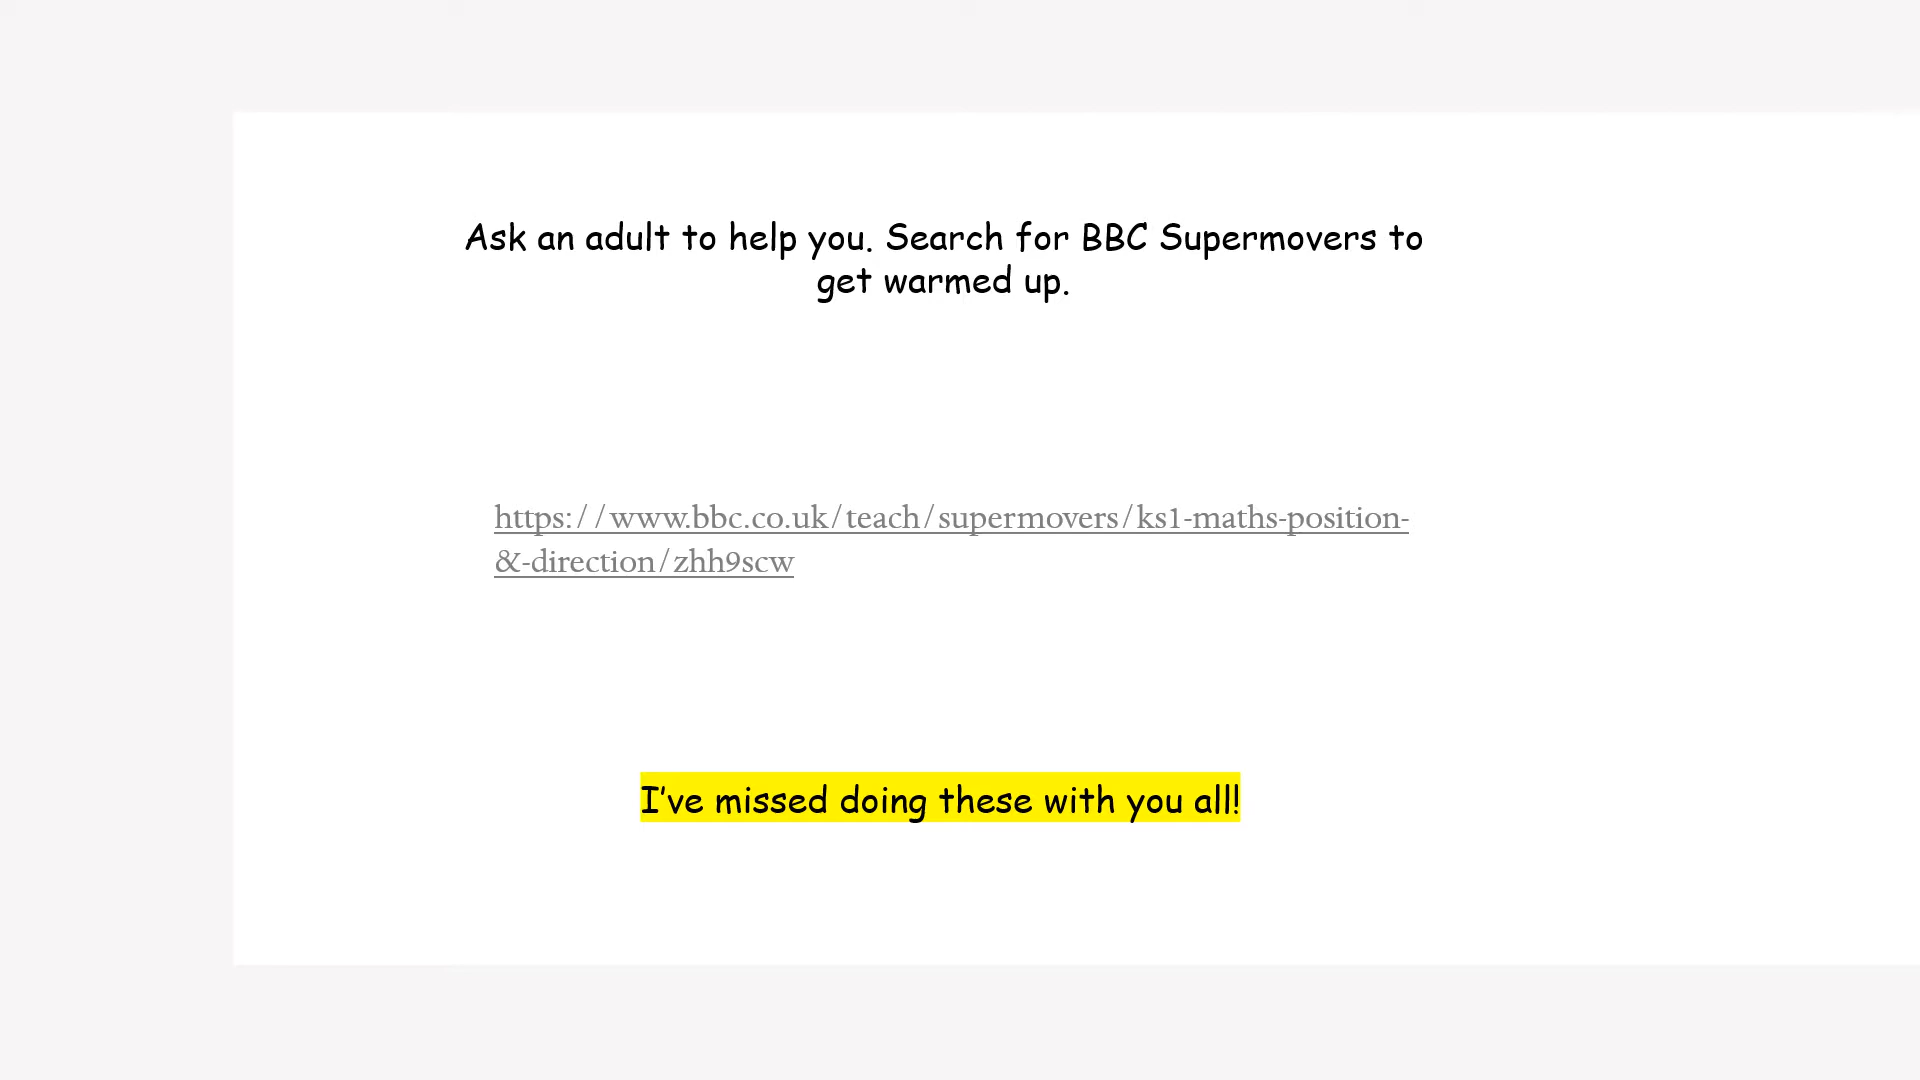 Ask an adult to help you. Search for BBC Supermovers to
get warmed up.
https://www.bbc.co.uk/teach/supermovers/ks1-maths-position-
&-direction/zhh9scw
I’ve missed doing these with you all!